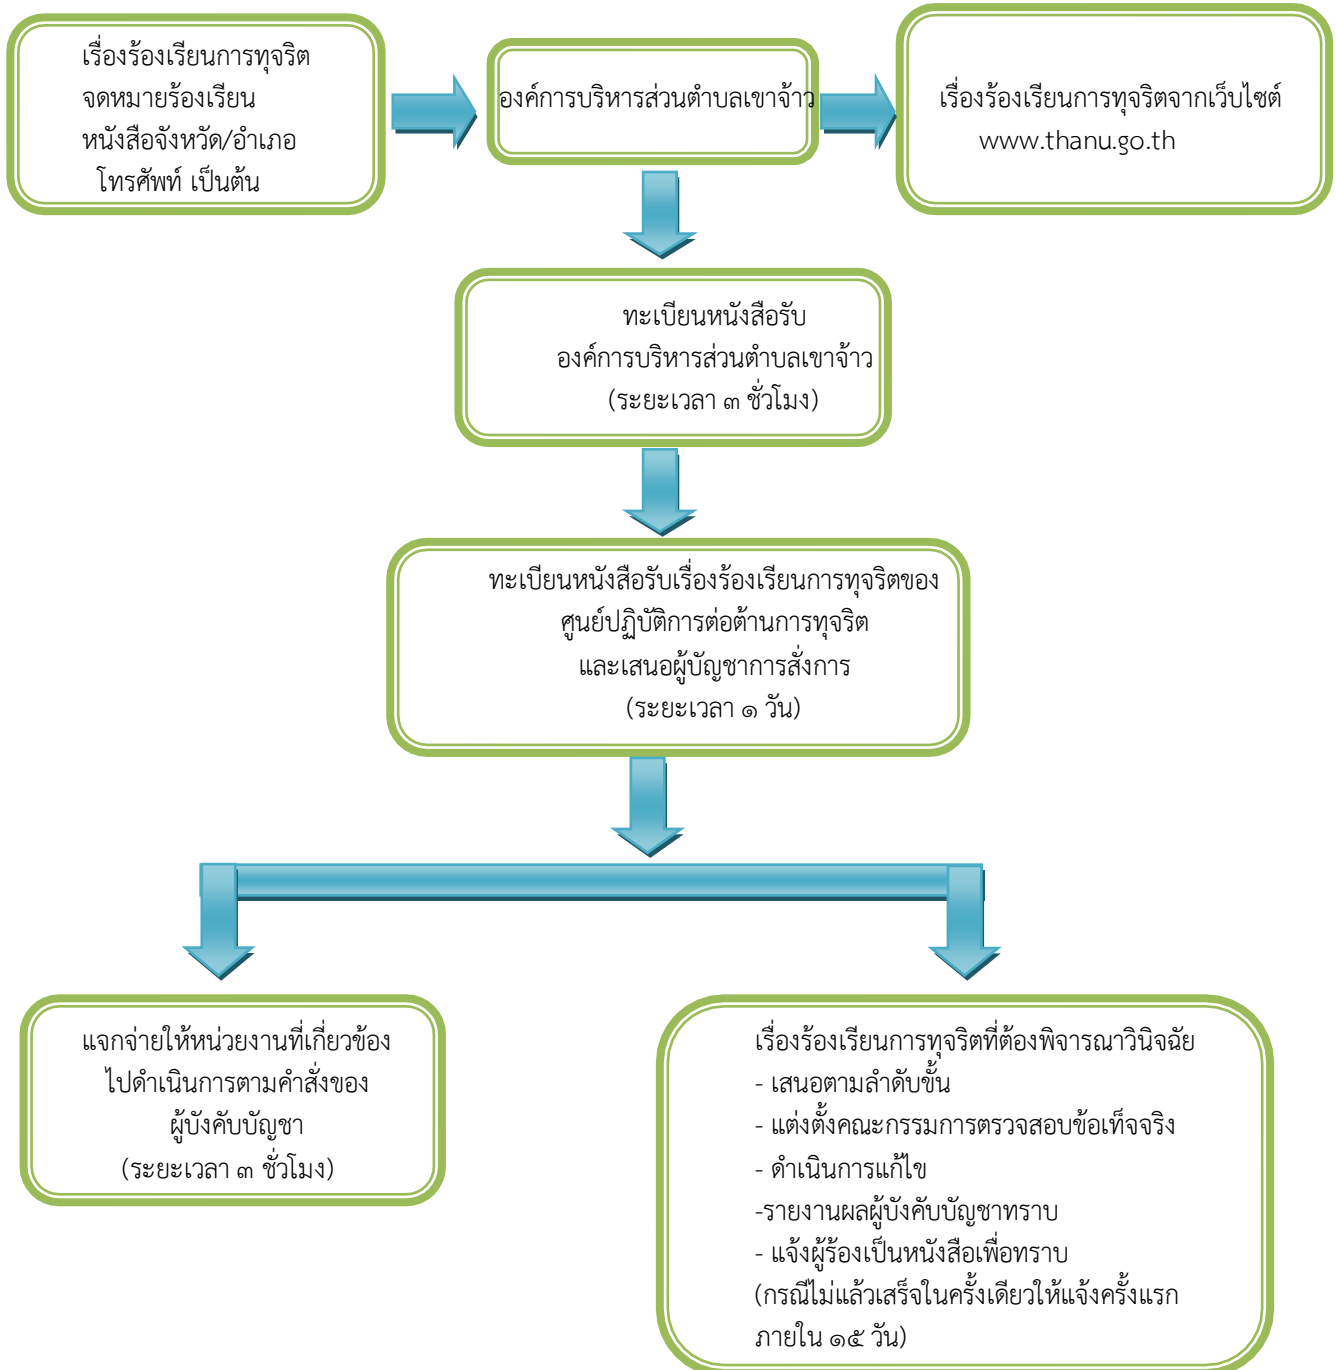 เรื่องร้องเรียนการทุจริต
จดหมายร้องเรียน
หนังสือจังหวัด/อำเภอ
โทรศัพท์ เป็นต้น
องค์การบริหารส่วนตำบลเขาจ้าว
เรื่องร้องเรียนการทุจริตจากเว็บไซต์
www.thanu.go.th
ทะเบียนหนังสือรับ
องค์การบริหารส่วนตำบลเขาจ้าว
(ระยะเวลา ๓ ชั่วโมง)
ทะเบียนหนังสือรับเรื่องร้องเรียนการทุจริตของ
ศูนย์ปฏิบัติการต่อต้านการทุจริต
และเสนอผู้บัญชาการสั่งการ
(ระยะเวลา ๑ วัน)
แจกจ่ายให้หน่วยงานที่เกี่ยวข้อง
ไปดำเนินการตามคำสั่งของ
ผู้บังคับบัญชา
(ระยะเวลา ๓ ชั่วโมง)
เรื่องร้องเรียนการทุจริตที่ต้องพิจารณาวินิจฉัย
- เสนอตามลำดับขั้น
- แต่งตั้งคณะกรรมการตรวจสอบข้อเท็จจริง
- ดำเนินการแก้ไข
-รายงานผลผู้บังคับบัญชาทราบ
- แจ้งผู้ร้องเป็นหนังสือเพื่อทราบ
(กรณีไม่แล้วเสร็จในครั้งเดียวให้แจ้งครั้งแรก
ภายใน ๑๕ วัน)